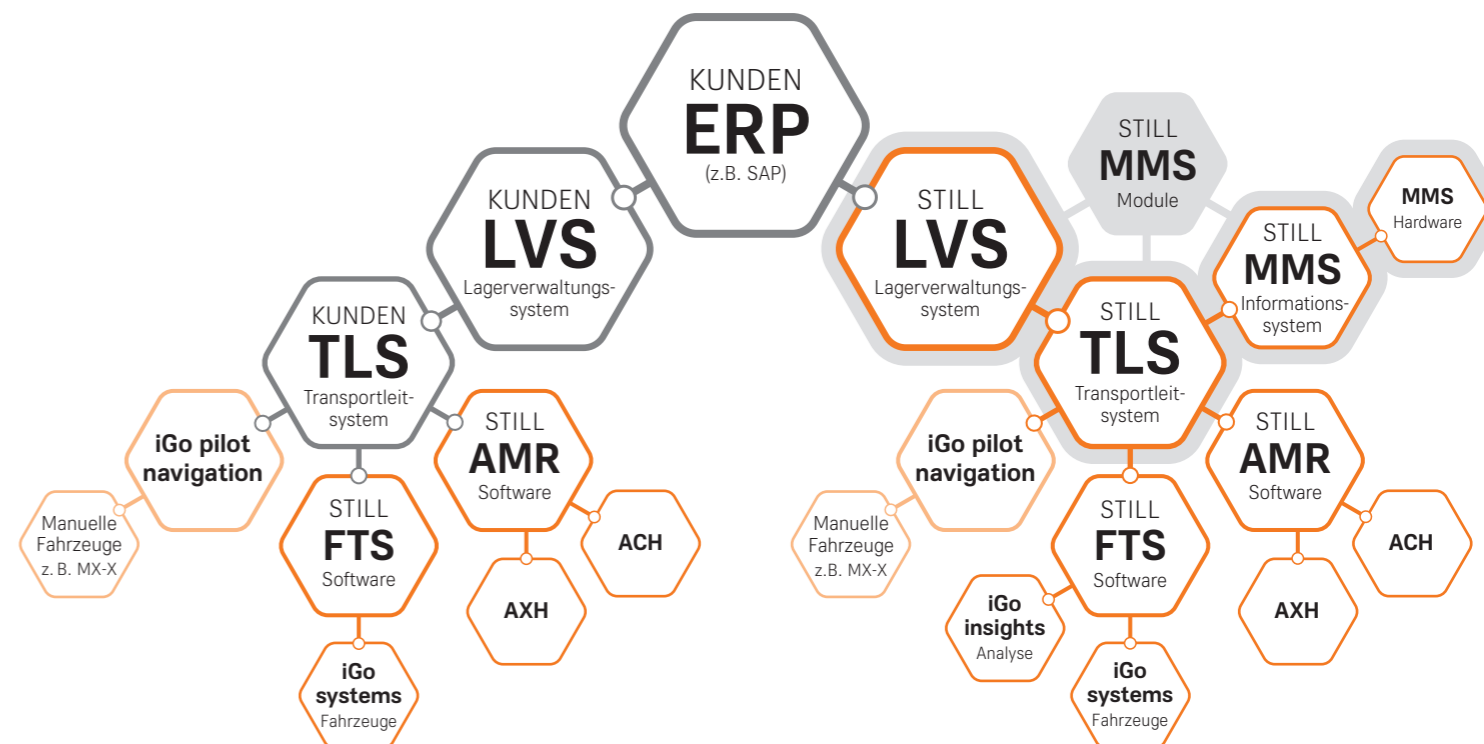 KUNDEN
ERP
(z.B. SAP)
KUNDEN
LVS
Lagerverwaltungs-
system
KUNDEN
TLS
Transportleit-
system
iGo pilot
navigation
Manuelle
Fahrzeuge
z. B. MX-X
STILL
FTS
Software
iGo
systems
Fahrzeuge
STILL
AMR
Software
AXH
ACH
STILL
LVS
Lagerverwaltungs-
system
STILL
MMS
Module
STILL
MMS
Informations-
system
MMS
Hardware
STILL
TLS
Transportleit-
system
iGo pilot
navigation
Manuelle
Fahrzeuge
z.B. MX-X
STILL
FTS
Software
iGo
insights
Analyse
iGo
systems
Fahrzeuge
STILL
AMR
Software
AXH
ACH